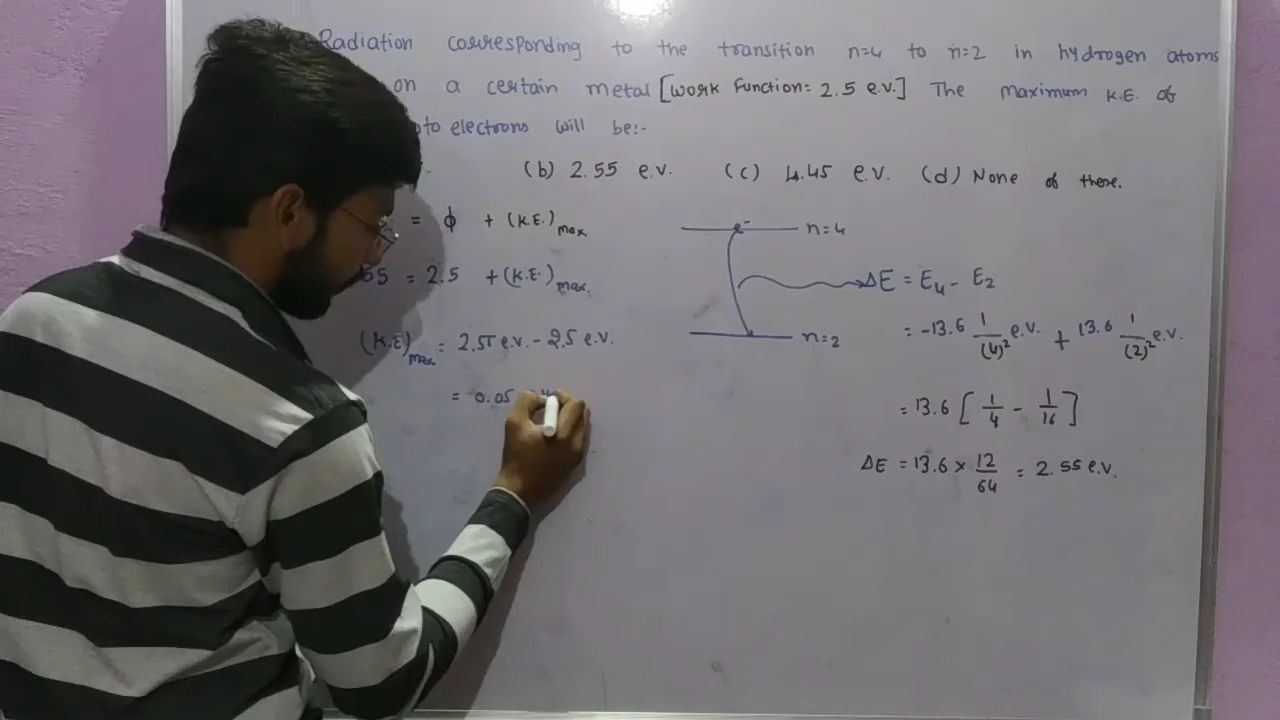 Radiation corresponding to the transition n=4 to n=2 in hydrogen atoms
on a certain metal [work function: 2.5 e.v.] The maximum K.E. of
electrons will be:-
(b) 2.55 e.v. (c) 4.45 e.v. (d) None of these.
= ϕ + (K.E.)max
55 = 2.5 + (K.E.)max.
(K.E)max = 2.55 e.v. - 2.5 e.v.
= 0.05
e- n=4
ΔE = E4 - E2
n=2
= -13.6 1/(4)² e.v. + 13.6 1/(2)² e.v.
= 13.6 [ 1/4 - 1/16 ]
ΔE = 13.6 × 12/64 = 2.55 e.v.